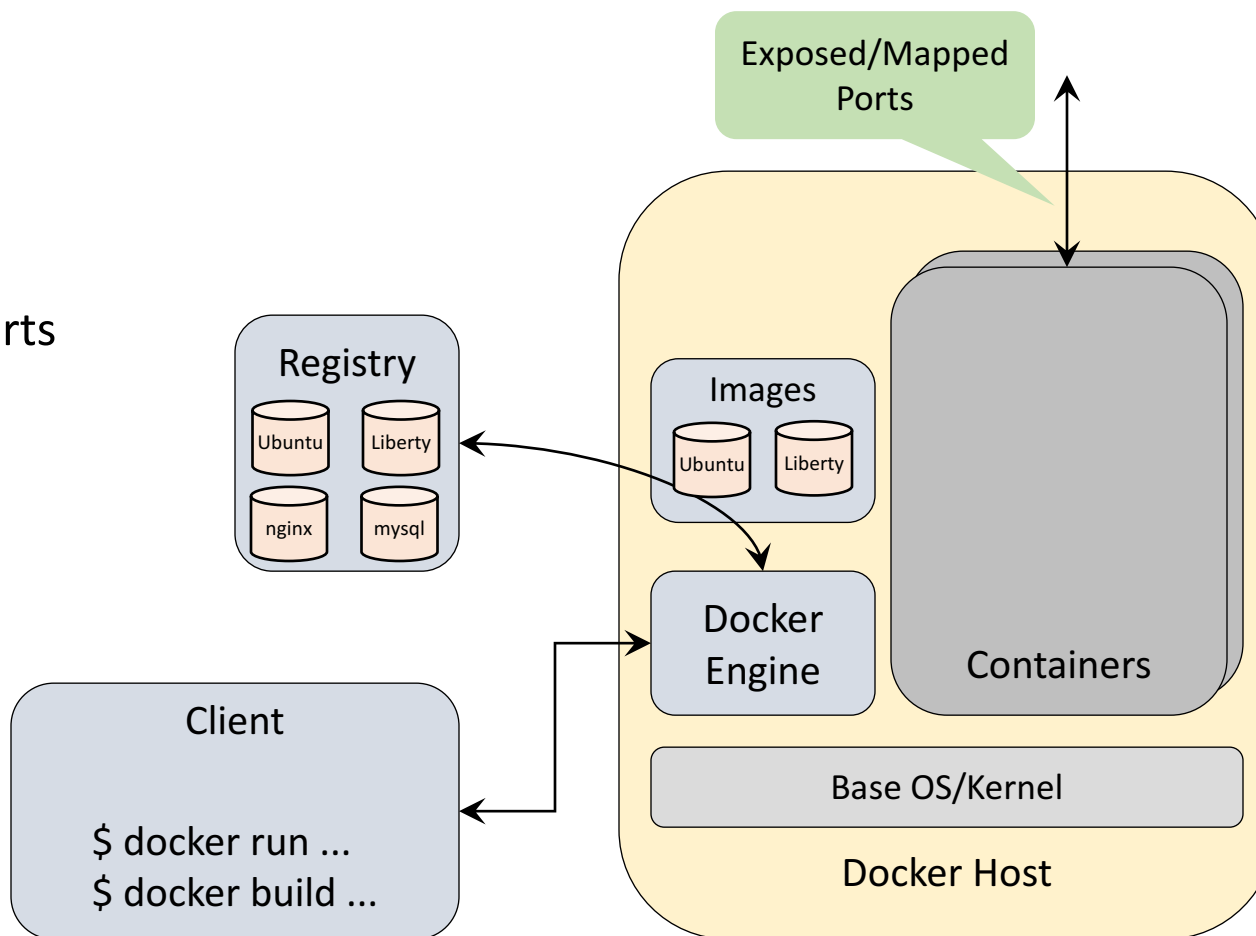 Exposed/Mapped
Ports
rts
Registry
Ubuntu
Liberty
nginx
mysql
Images
Ubuntu
Liberty
Docker
Engine
Containers
Client
$ docker run ...
$ docker build ...
Base OS/Kernel
Docker Host